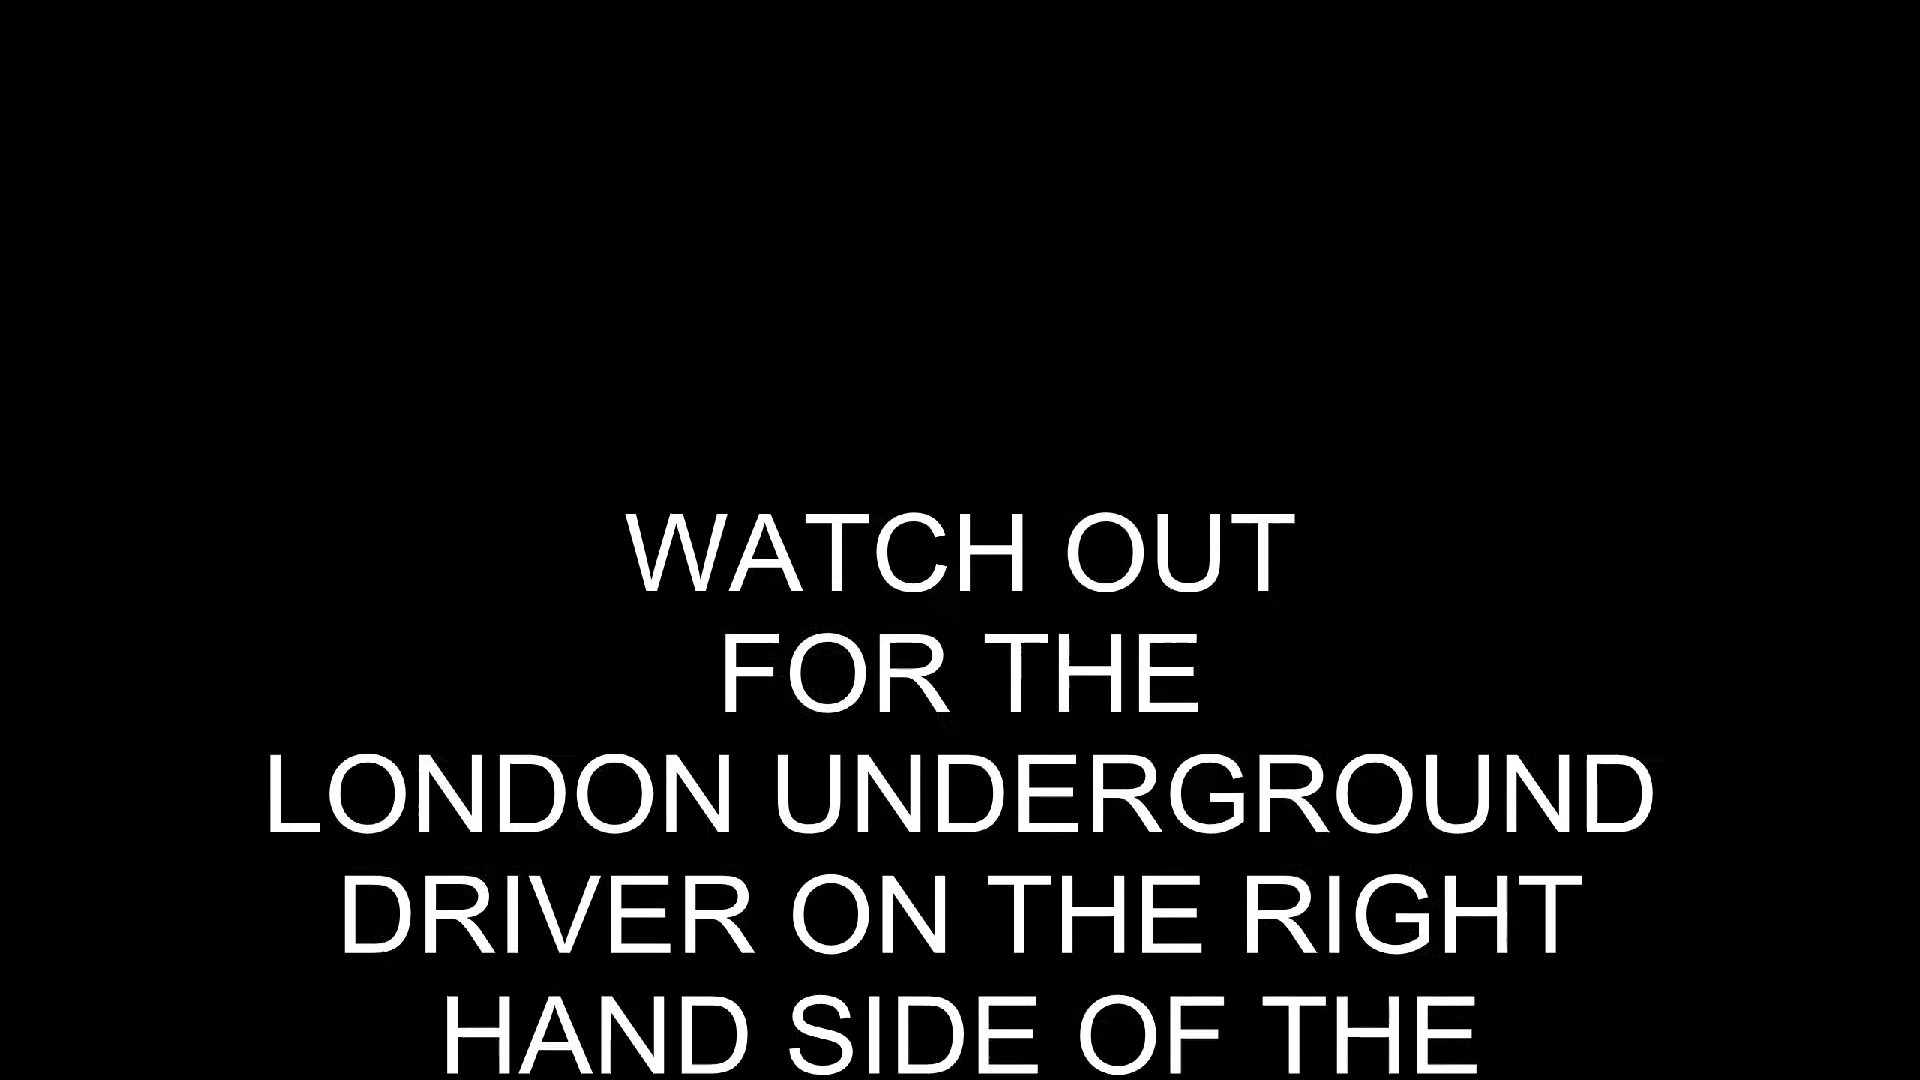 WATCH OUT
FOR THE
LONDON UNDERGROUND
DRIVER ON THE RIGHT
HAND SIDE OF THE